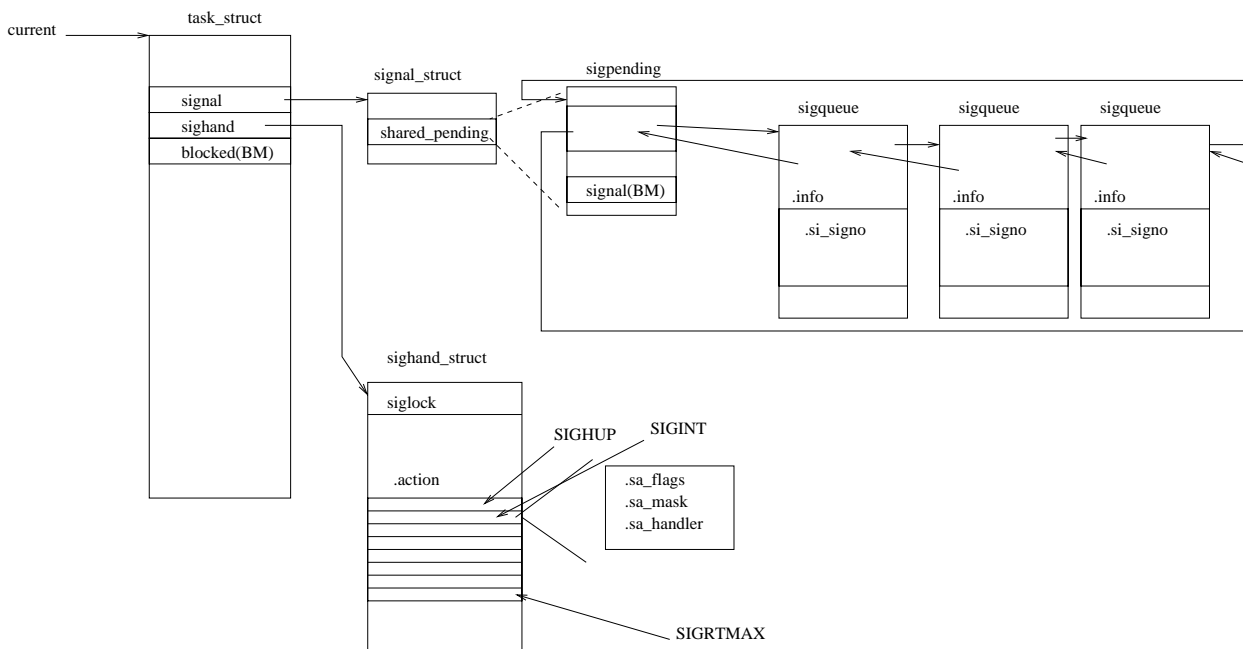 task_struct
current
signal_struct
sigpending
signal
sighand
blocked(BM)
shared_pending
signal(BM)
sigqueue
sigqueue
sigqueue
.info
.info
.info
.si_signo
.si_signo
.si_signo
sighand_struct
siglock
.action
SIGHUP
SIGINT
.sa_flags
.sa_mask
.sa_handler
SIGRTMAX